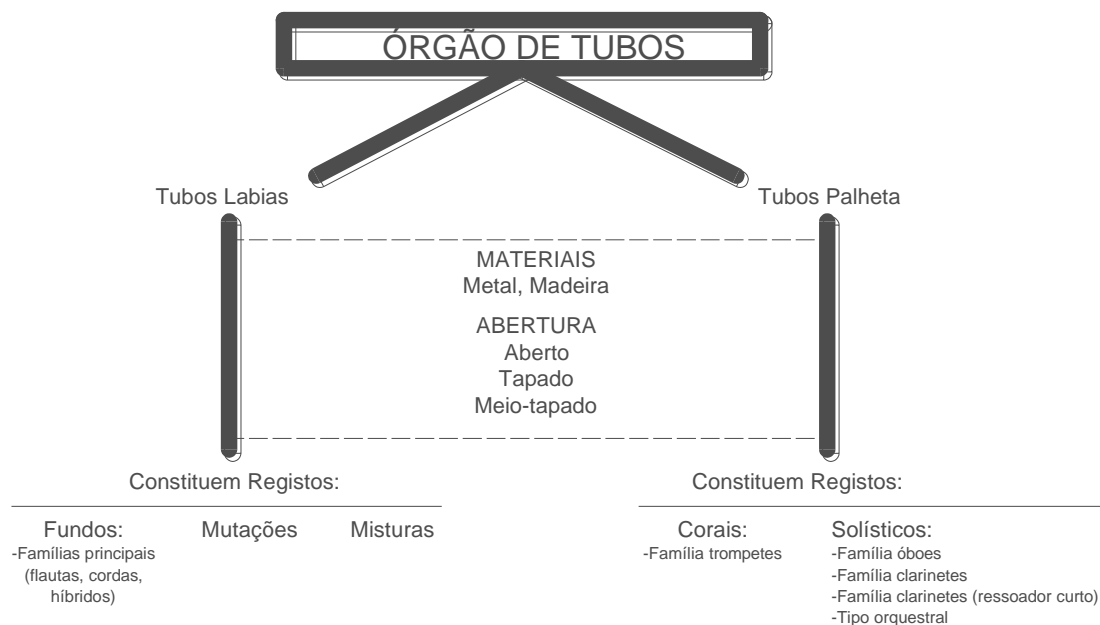 ÓRGÃO DE TUBOS
Tubos Labias
Tubos Palheta
MATERIAIS
Metal, Madeira
ABERTURA
Aberto
Tapado
Meio-tapado
Constituem Registos:
Fundos:
-Famílias principais
(flautas, cordas,
híbridos)
Mutações
Misturas
Constituem Registos:
Corais:
-Família trompetes
Solísticos:
-Família óboes
-Família clarinetes
-Família clarinetes (ressoador curto)
-Tipo orquestral